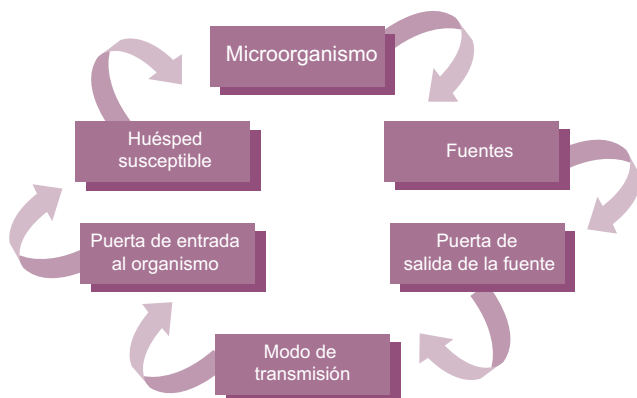 Microorganismo
Fuentes
Puerta de
salida de la fuente
Modo de
transmisión
Puerta de entrada
al organismo
Huésped
susceptible